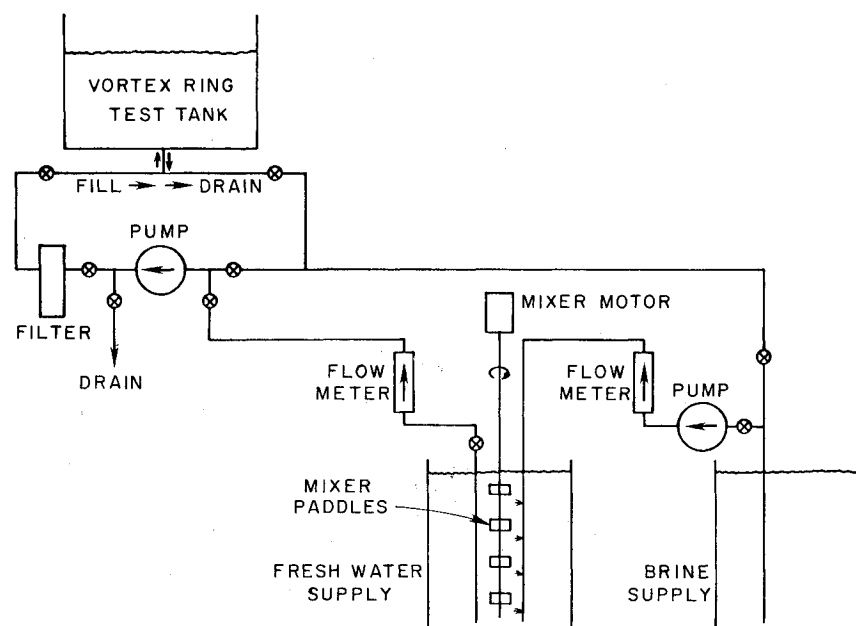 VORTEX RING
TEST TANK
FILL
DRAIN
PUMP
FILTER
DRAIN
MIXER MOTOR
FLOW
METER
FLOW
METER
PUMP
MIXER
PADDLES
FRESH WATER
SUPPLY
BRINE
SUPPLY